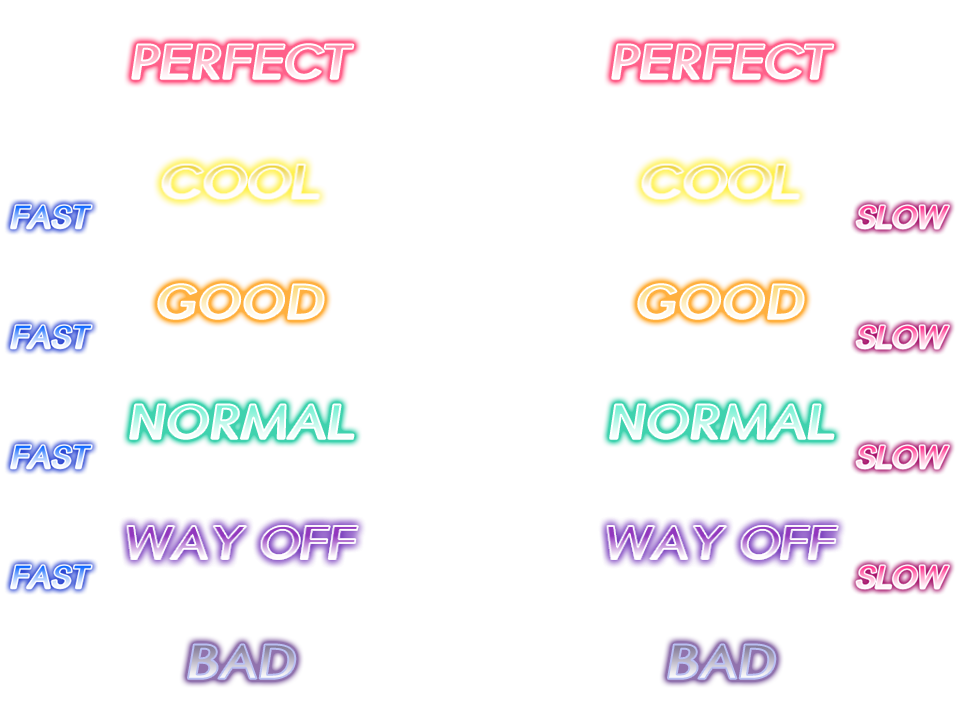 PERFECT PERFECT
COOL COOL
FAST SLOW
GOOD GOOD
FAST SLOW
NORMAL NORMAL
FAST SLOW
WAY OFF WAY OFF
FAST SLOW
BAD BAD